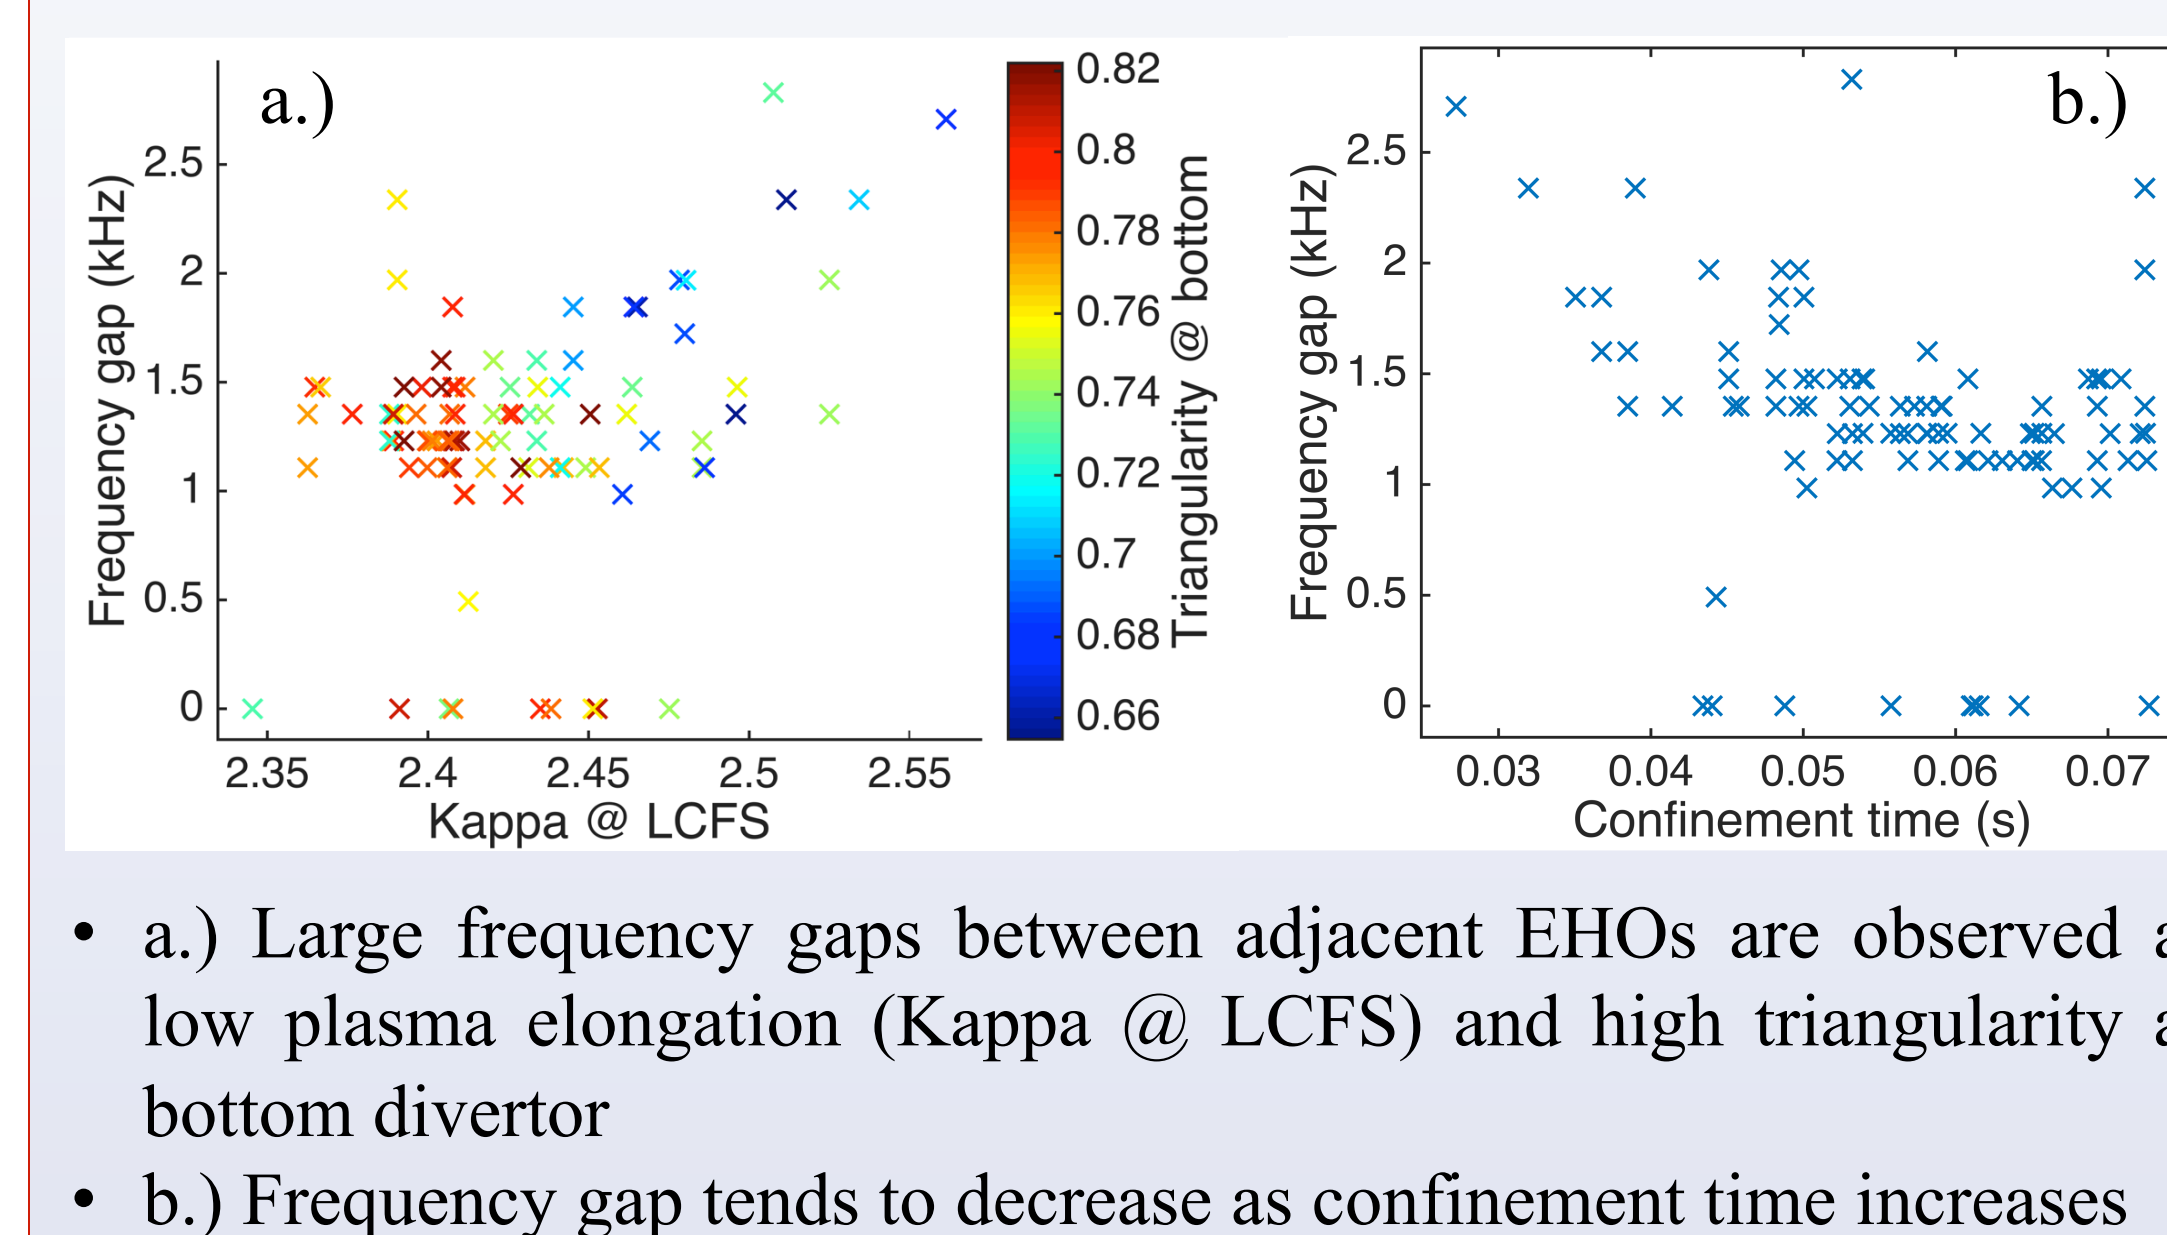 a.)
2.5
2
1.5
1
0.5
0
Frequency gap (kHz)
2.35 2.4 2.45 2.5 2.55
Kappa @ LCFS
0.82
0.8
0.78
0.76
0.74
0.72
0.7
0.68
0.66
Triangularity @ bottom
b.)
2.5
2
1.5
1
0.5
0
Frequency gap (kHz)
0.03 0.04 0.05 0.06 0.07
Confinement time (s)
• a.) Large frequency gaps between adjacent EHOs are observed
low plasma elongation (Kappa @ LCFS) and high triangularity
bottom divertor
• b.) Frequency gap tends to decrease as confinement time increases